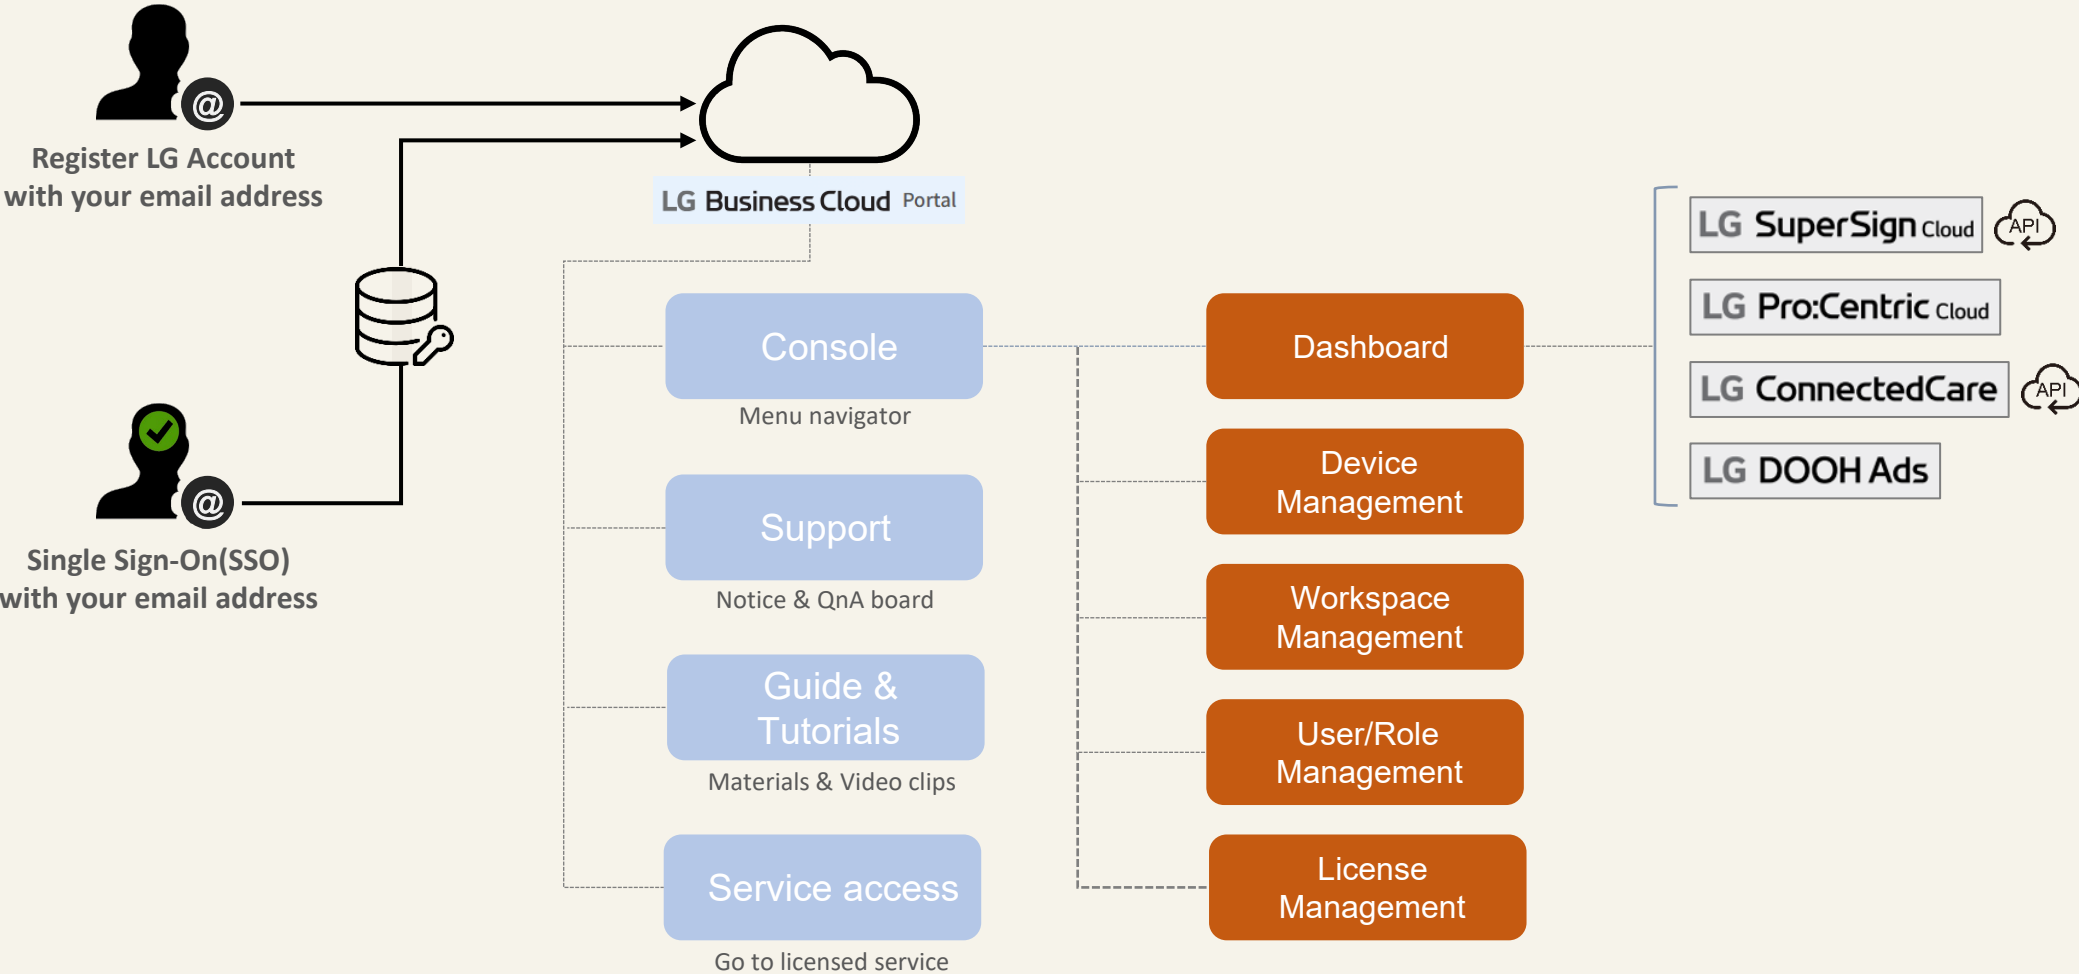 @
Register LG Account
with your email address
@
Single Sign-On(SSO)
with your email address
LG Business Cloud Portal
Console
Menu navigator
Support
Notice & QnA board
Guide &
Tutorials
Materials & Video clips
Service access
Go to licensed service
Dashboard
Device
Management
Workspace
Management
User/Role
Management
License
Management
LG SuperSign Cloud
API
LG Pro:Centric Cloud
LG ConnectedCare
API
LG DOOH Ads